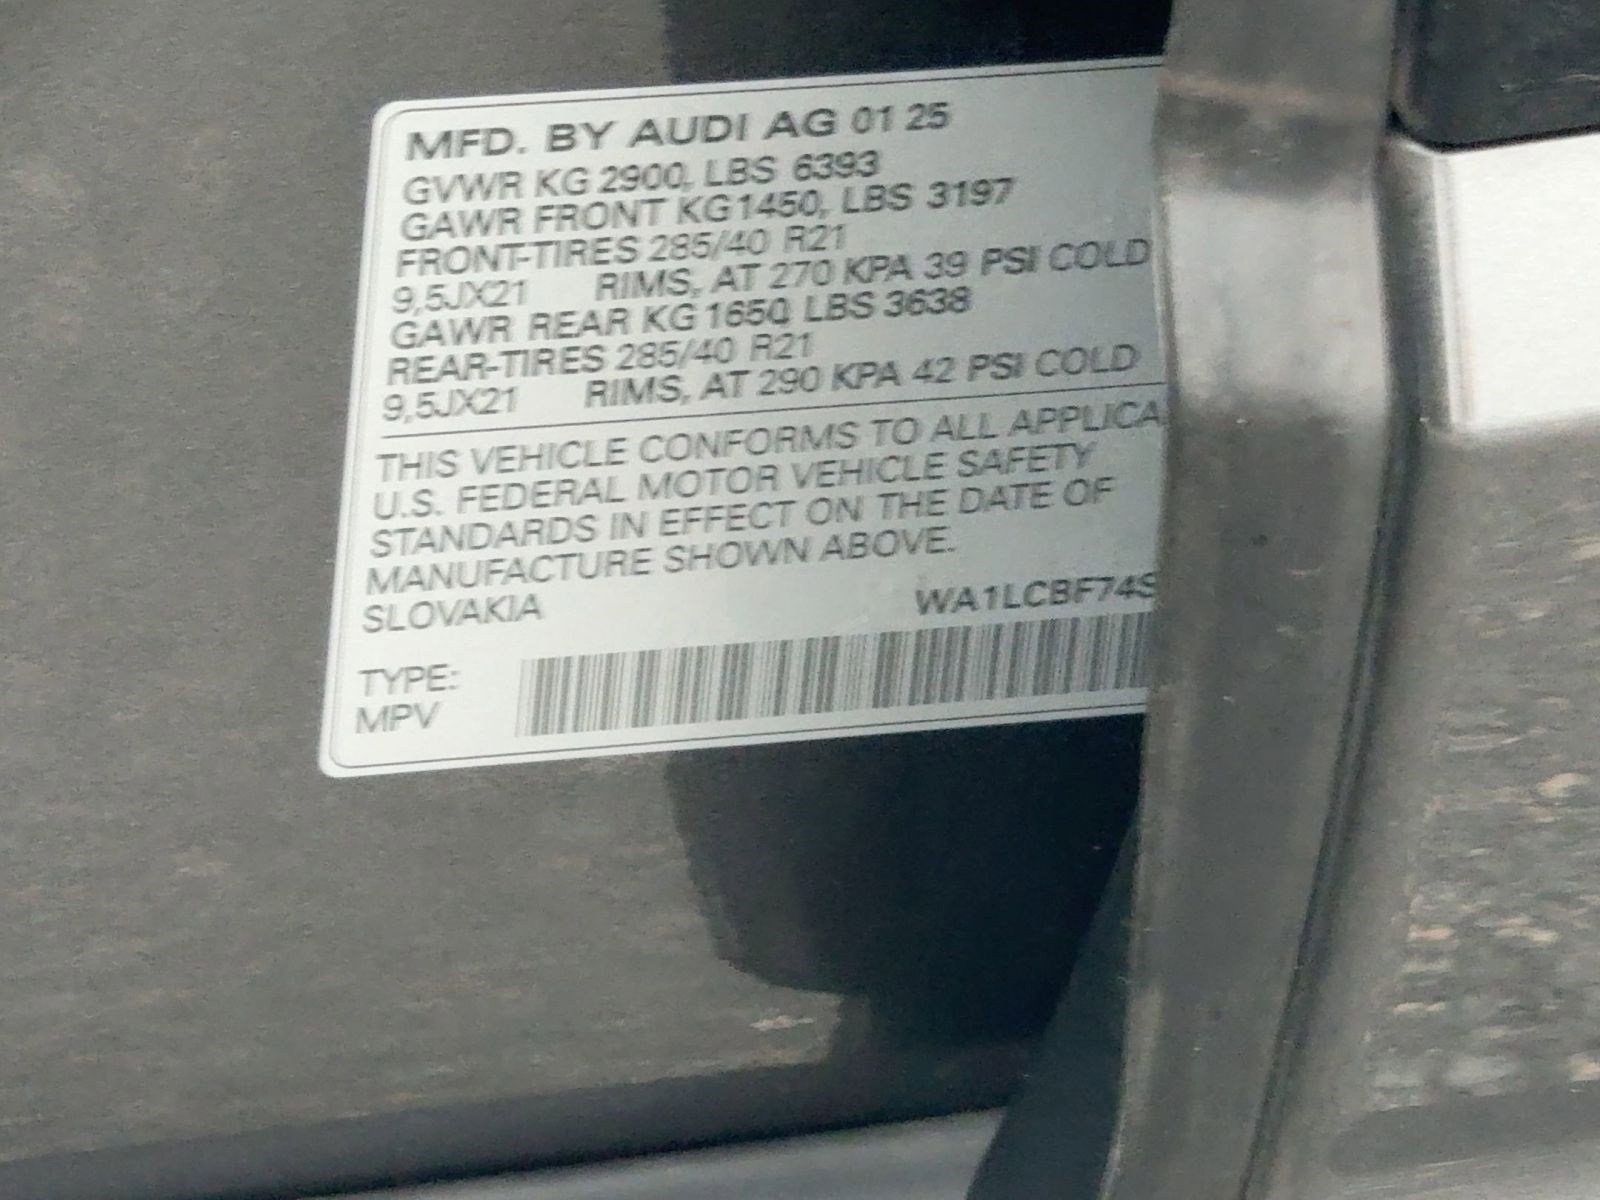 MFD. BY AUDI AG 01 25
GVWR KG 2900, LBS 6393
GAWR FRONT KG1450, LBS 3197
FRONT-TIRES 285/40 R21
9,5JX21 RIMS, AT 270 KPA 39 PSI COLD
GAWR REAR KG 1650 LBS 3638
REAR-TIRES 285/40 R21
9,5JX21 RIMS, AT 290 KPA 42 PSI COLD
THIS VEHICLE CONFORMS TO ALL APPLICA
U.S. FEDERAL MOTOR VEHICLE SAFETY
STANDARDS IN EFFECT ON THE DATE OF
MANUFACTURE SHOWN ABOVE.
SLOVAKIA WA1LCBF74S
TYPE:
MPV